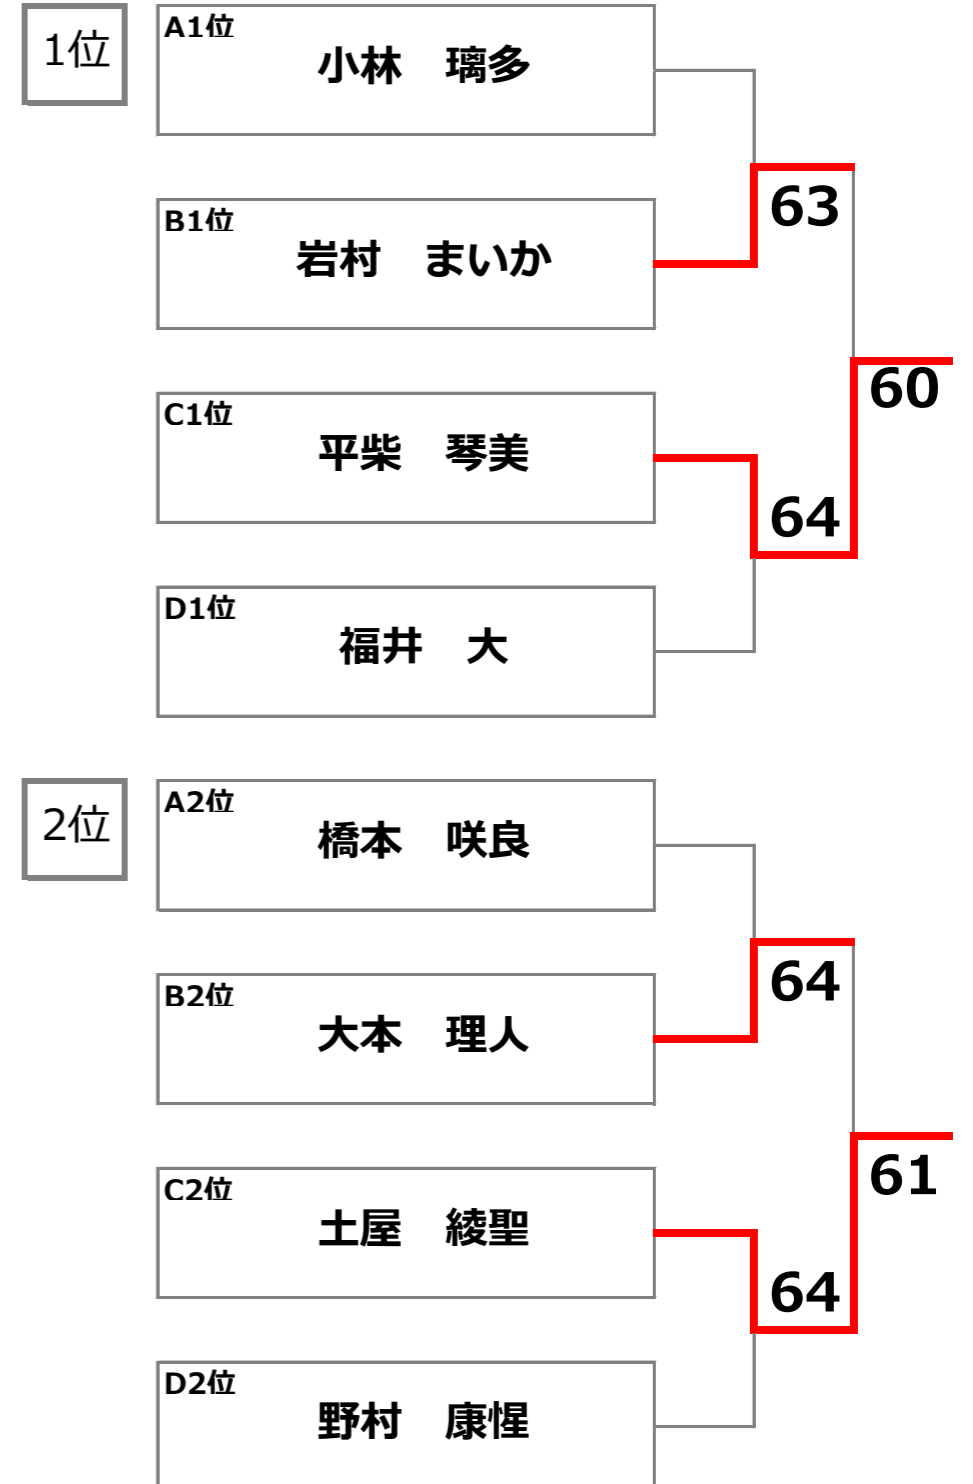 1位
A1位
小林　璃多
B1位
岩村　まいか
63
60
C1位
平柴　琴美
64
D1位
福井　大
2位
A2位
橋本　咲良
B2位
大本　理人
64
61
C2位
土屋　綾聖
64
D2位
野村　康惺